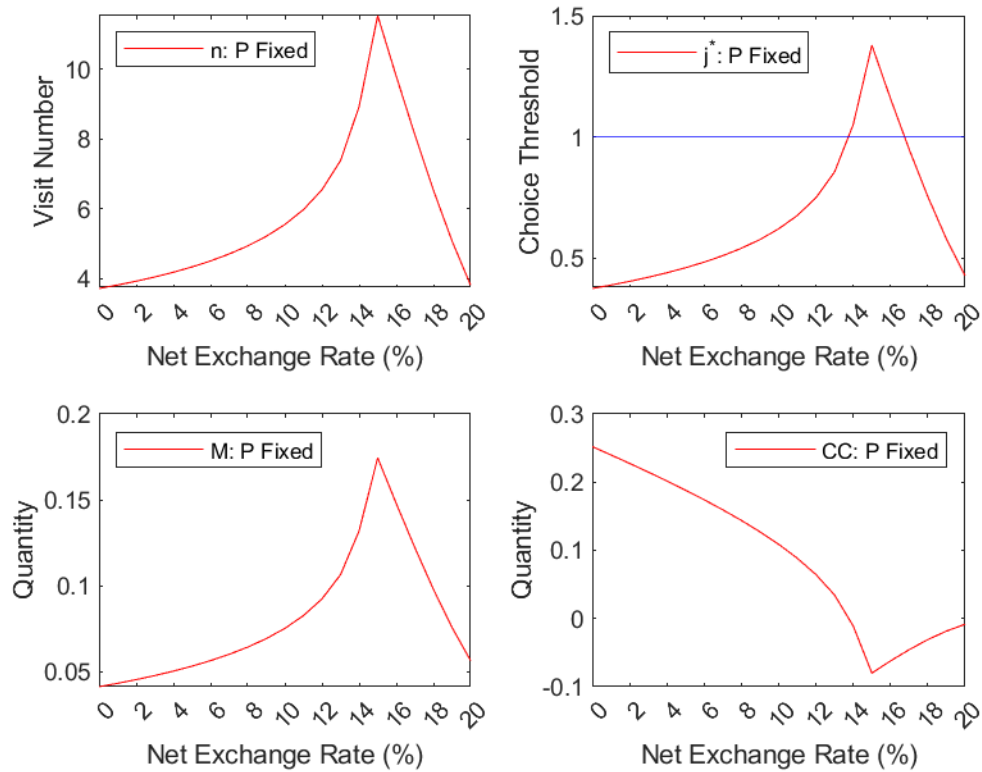 n: P Fixed
10
8
6
4
Visit Number
0 2 4 6 8 10 12 14 16 18 20
Net Exchange Rate (%)
j*: P Fixed
1.5
1
0.5
Choice Threshold
0 2 4 6 8 10 12 14 16 18 20
Net Exchange Rate (%)
M: P Fixed
0.2
0.15
0.1
0.05
Quantity
0 2 4 6 8 10 12 14 16 18 20
Net Exchange Rate (%)
CC: P Fixed
0.3
0.2
0.1
0
-0.1
Quantity
0 2 4 6 8 10 12 14 16 18 20
Net Exchange Rate (%)